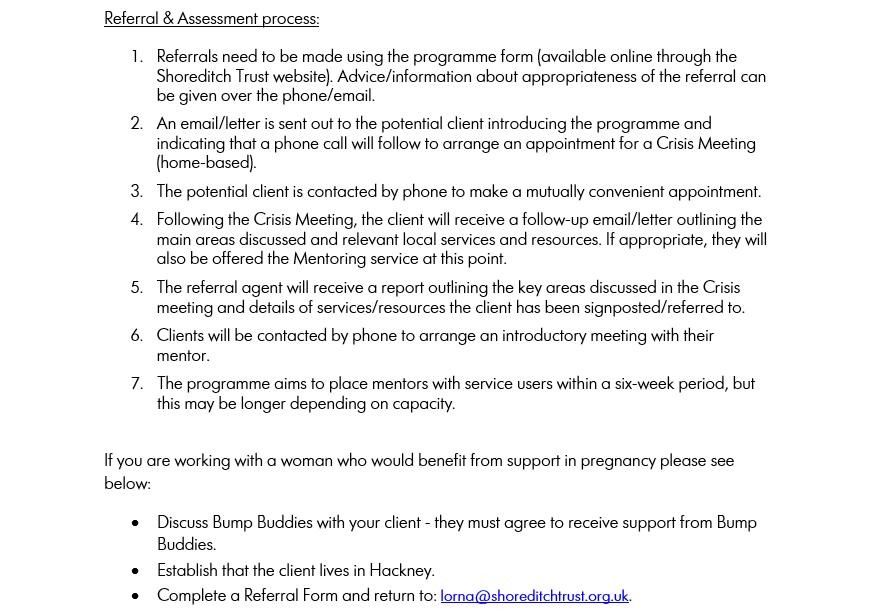 Referral & Assessment process:
1. Referrals need to be made using the programme form (available online through the
Shoreditch Trust website). Advice/information about appropriateness of the referral can
be given over the phone/email.
2. An email/letter is sent out to the potential client introducing the programme and
indicating that a phone call will follow to arrange an appointment for a Crisis Meeting
(home-based).
3. The potential client is contacted by phone to make a mutually convenient appointment.
4. Following the Crisis Meeting, the client will receive a follow-up email/letter outlining the
main areas discussed and relevant local services and resources. If appropriate, they will
also be offered the Mentoring service at this point.
5. The referral agent will receive a report outlining the key areas discussed in the Crisis
meeting and details of services/resources the client has been signposted/referred to.
6. Clients will be contacted by phone to arrange an introductory meeting with their
mentor.
7. The programme aims to place mentors with service users within a six-week period, but
this may be longer depending on capacity.
If you are working with a woman who would benefit from support in pregnancy please see
below:
• Discuss Bump Buddies with your client - they must agree to receive support from Bump
Buddies.
• Establish that the client lives in Hackney.
• Complete a Referral Form and return to: lorna@shoreditchtrust.org.uk.